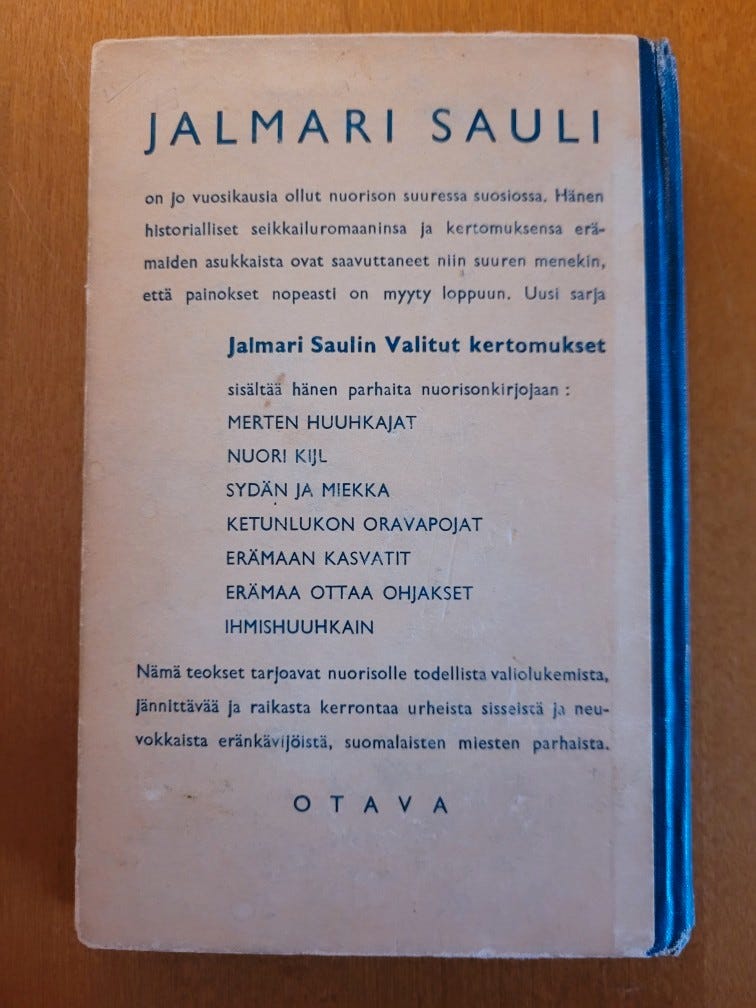 JALMARI SAULI
on jo vuosikausia ollut nuorison suuressa suosiossa. Hänen
historialliset seikkailuromaaninsa ja kertomuksensa erä-
maiden asukkaista ovat saavuttaneet niin suuren menekin,
että painokset nopeasti on myyty loppuun. Uusi sarja
Jalmari Saulin Valitut kertomukset
sisältää hänen parhaita nuorisonkirjojaan :
MERTEN HUUHKAJAT
NUORI KIJL
SYDÄN JA MIEKKA
KETUNLUKON ORAVAPOJAT
ERÄMAAN KASVATIT
ERÄMAA OTTAA OHJAKSET
IHMISHUUHKAIN
Nämä teokset tarjoavat nuorisolle todellista valiolukemista,
jännittävää ja raikasta kerrontaa urheista sisseistä ja neu-
vokkaista eränkävijöistä, suomalaisten miesten parhaista.
OTAVA